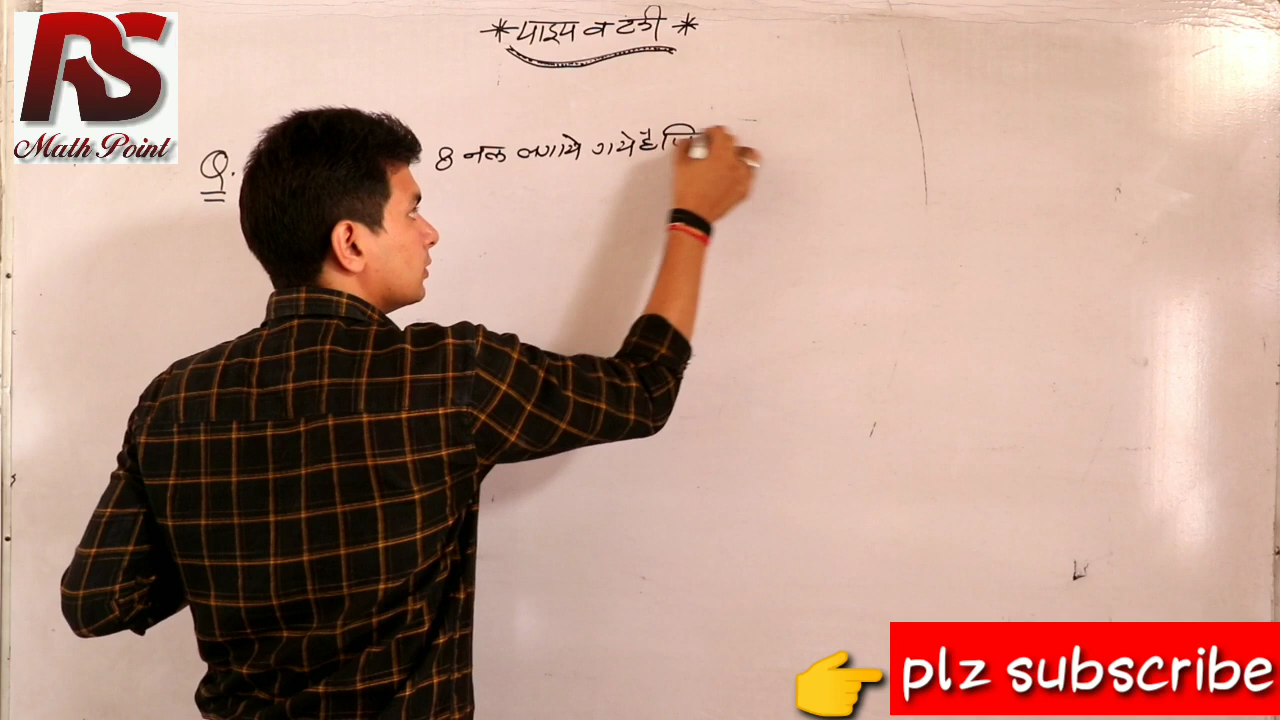 RS
Math Point
*पाइप व टंकी*
Q. 8 नल लगाये गये है
plz subscribe